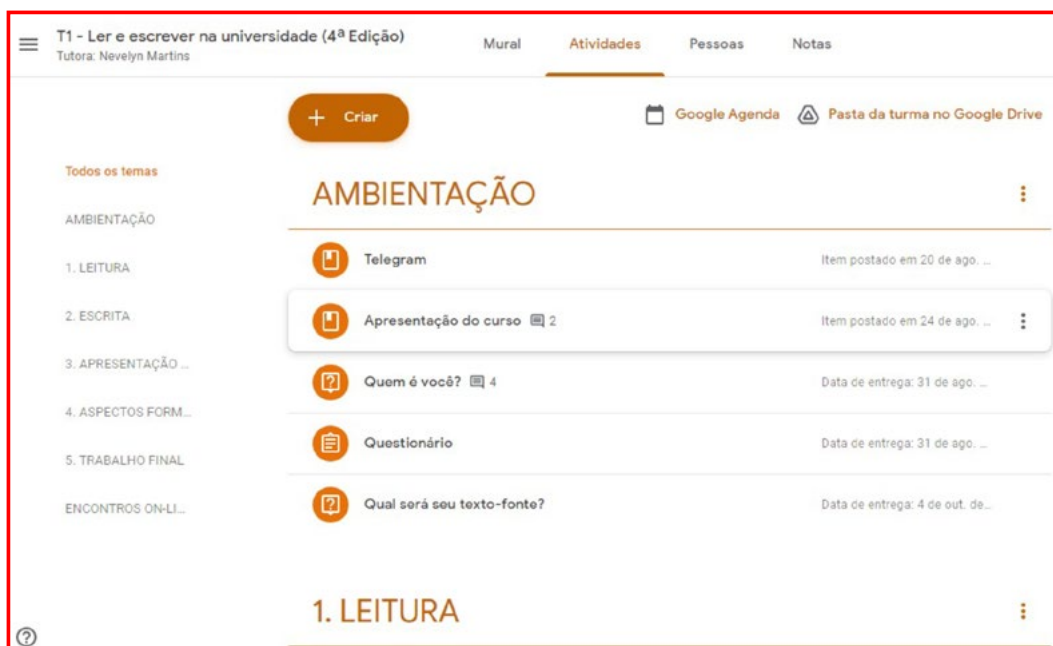 T1 - Ler e escrever na universidade (4ª Edição)
Tutora: Nevelyn Martins
Mural
Atividades
Pessoas
Notas
Criar
Google Agenda
Pasta da turma no Google Drive
Todos os temas
AMBIENTAÇÃO
1. LEITURA
2. ESCRITA
3. APRESENTAÇÃO ...
4. ASPECTOS FORM...
5. TRABALHO FINAL
ENCONTROS ON-LI...
AMBIENTAÇÃO
Telegram
Item postado em 20 de ago. ...
Apresentação do curso 2
Item postado em 24 de ago. ...
Quem é você? 4
Data de entrega: 31 de ago. ...
Questionário
Data de entrega: 31 de ago. ...
Qual será seu texto-fonte?
Data de entrega: 4 de out. de...
1. LEITURA